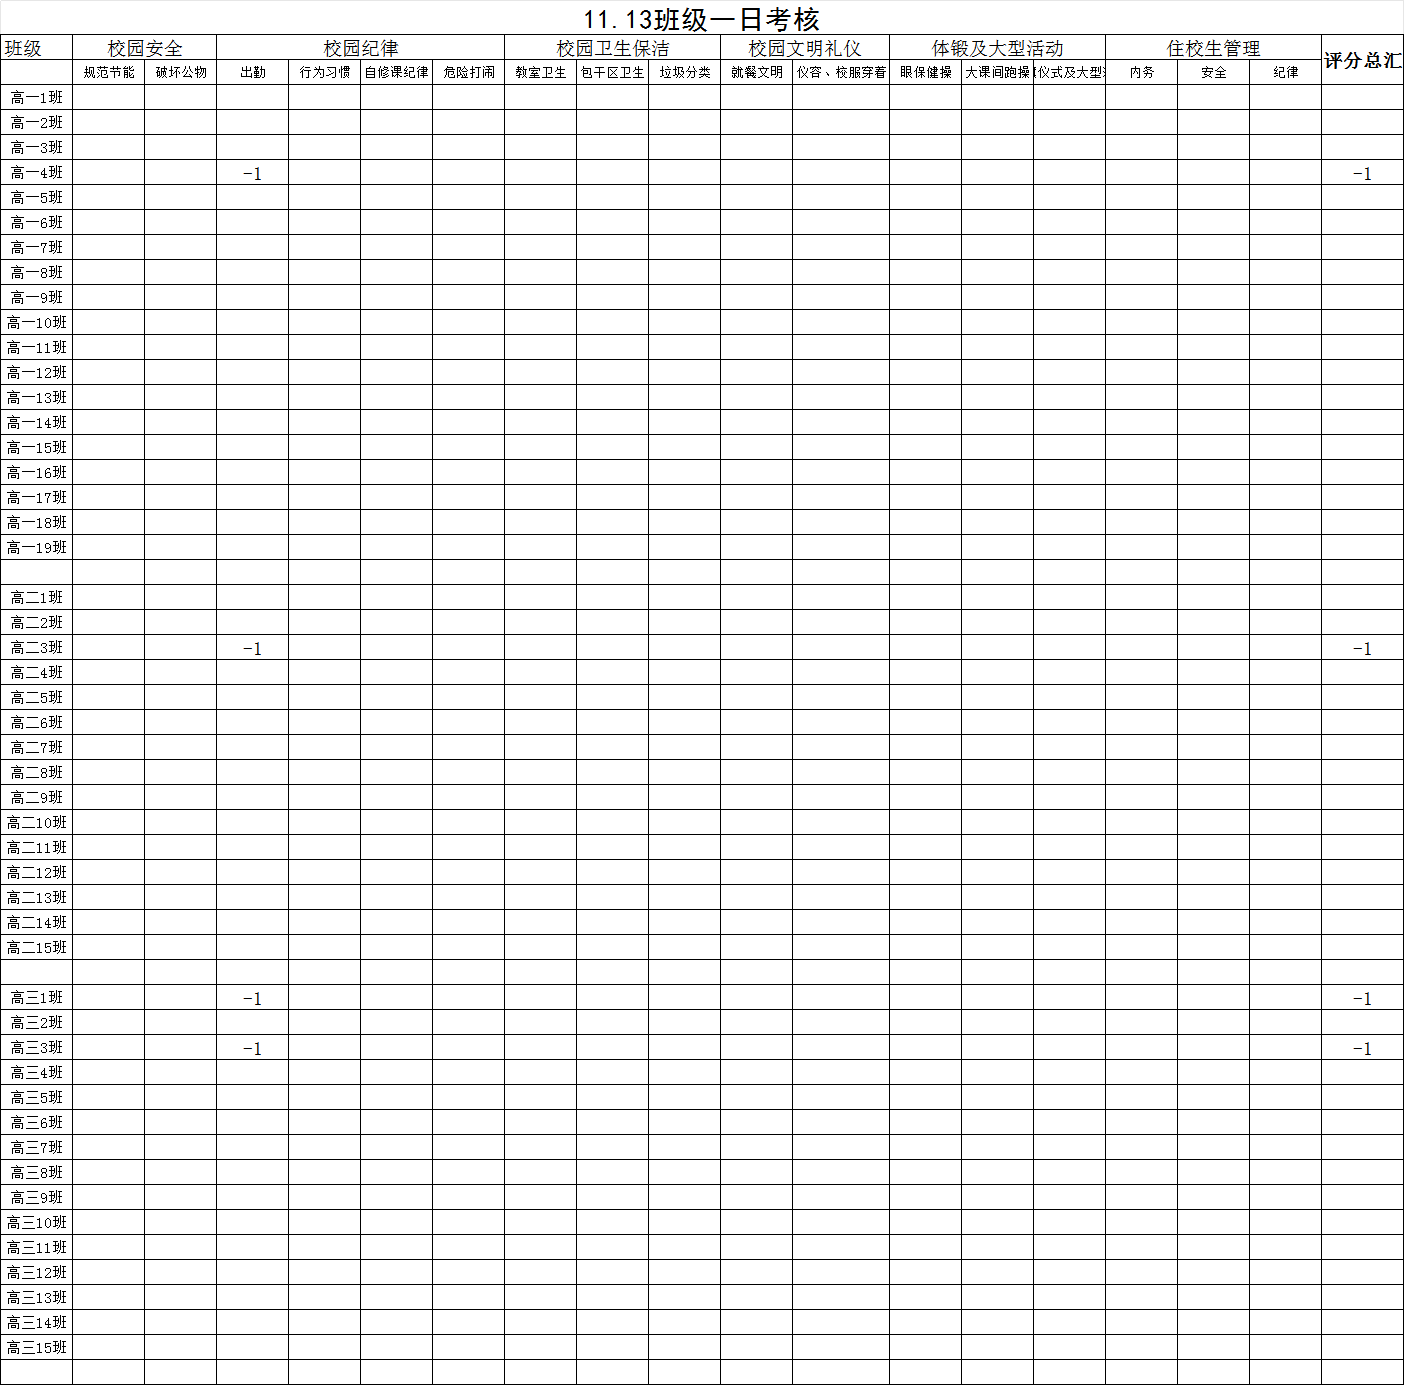 11.13班级一日考核
班级 校园安全 校园纪律 校园卫生保洁 校园文明礼仪 体锻及大型活动 住校生管理 评分总汇
规范节能 破坏公物 出勤 行为习惯 自修课纪律 危险打闹 教室卫生 包干区卫生 垃圾分类 就餐文明 仪容、校服穿着 眼保健操 大课间跑操 仪式及大型 内务 安全 纪律
高一1班
高一2班
高一3班
高一4班 -1 -1
高一5班
高一6班
高一7班
高一8班
高一9班
高一10班
高一11班
高一12班
高一13班
高一14班
高一15班
高一16班
高一17班
高一18班
高一19班
高二1班
高二2班
高二3班 -1 -1
高二4班
高二5班
高二6班
高二7班
高二8班
高二9班
高二10班
高二11班
高二12班
高二13班
高二14班
高二15班
高三1班 -1 -1
高三2班
高三3班 -1 -1
高三4班
高三5班
高三6班
高三7班
高三8班
高三9班
高三10班
高三11班
高三12班
高三13班
高三14班
高三15班